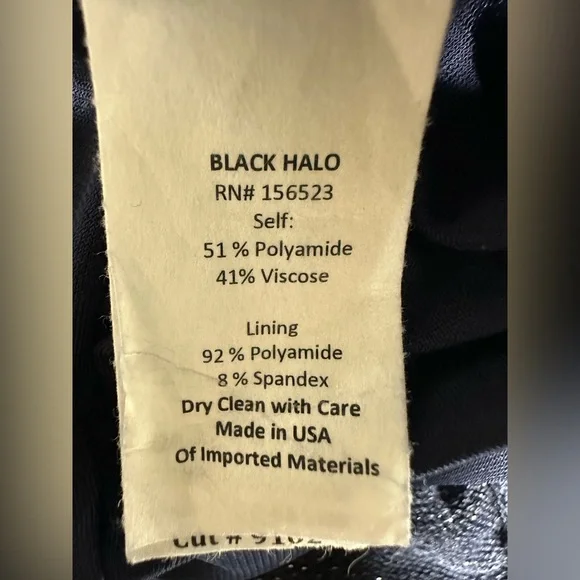 BLACK HALO
RN# 156523
Self:
51 % Polyamide
41% Viscose
Lining
92 % Polyamide
8 % Spandex
Dry Clean with Care
Made in USA
Of Imported Materials
Cut #